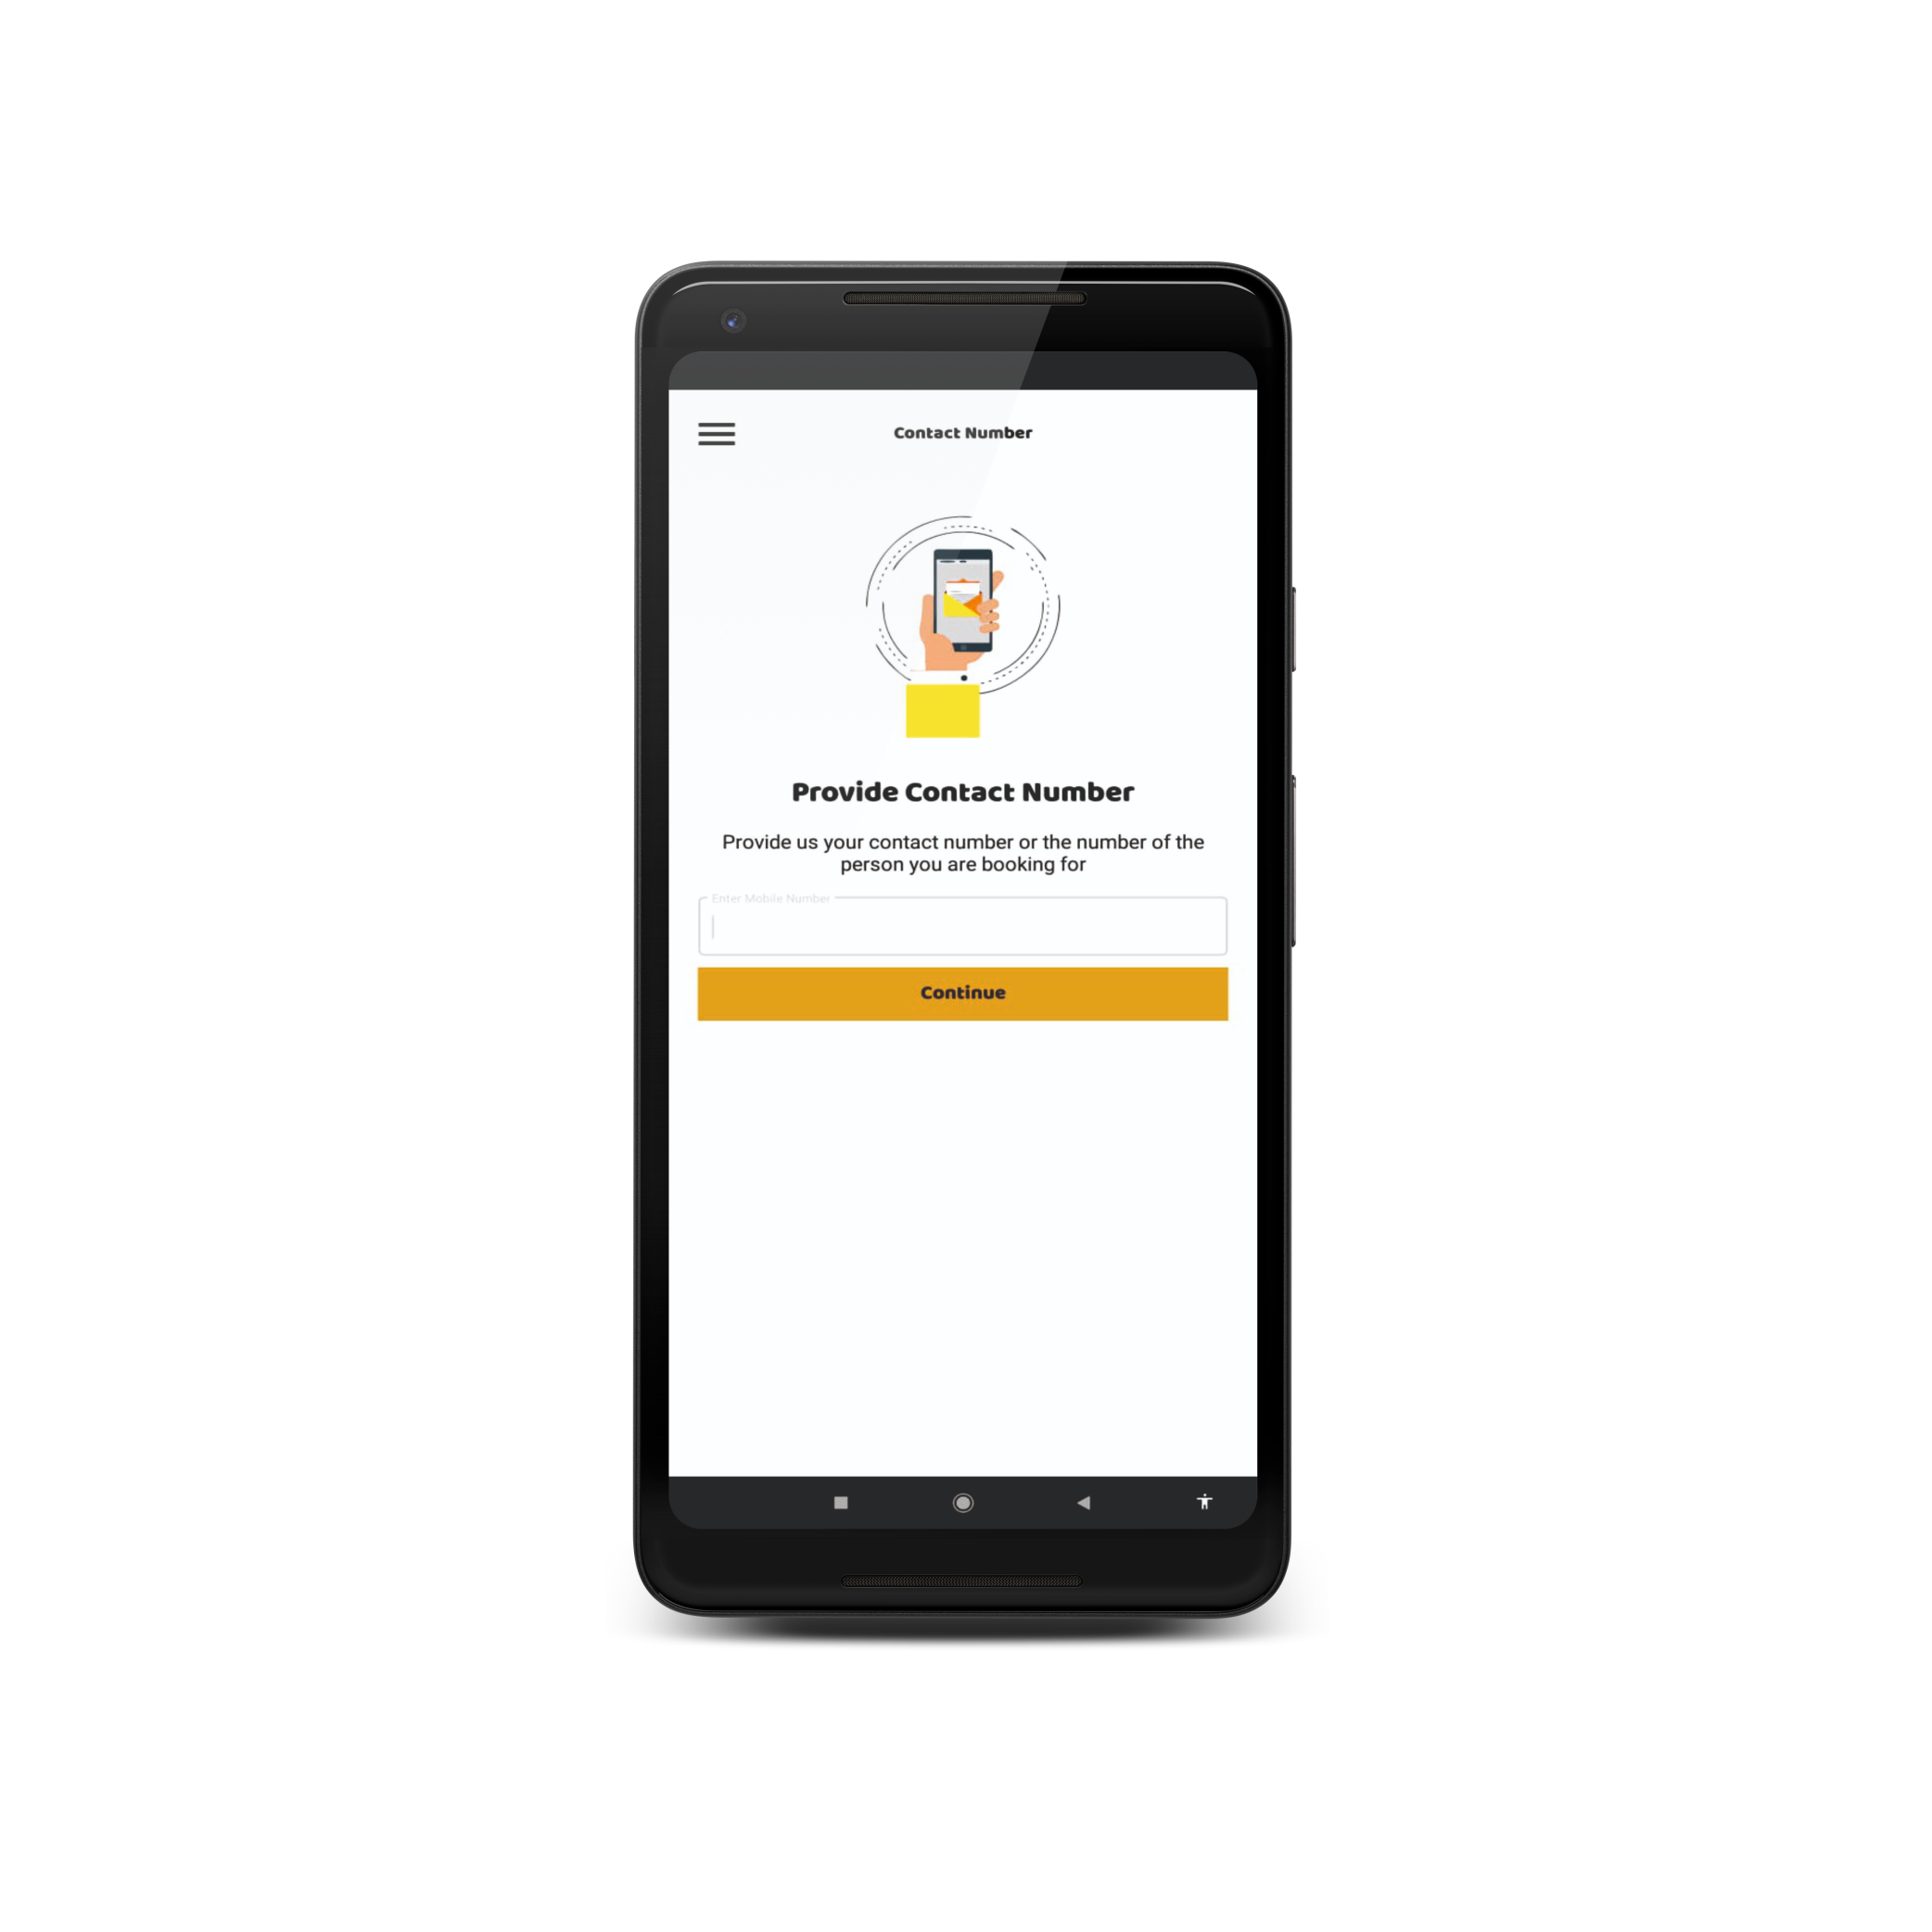 Contact Number
Provide Contact Number
Provide us your contact number or the number of the
person you are booking for
Enter Mobile Number
Continue